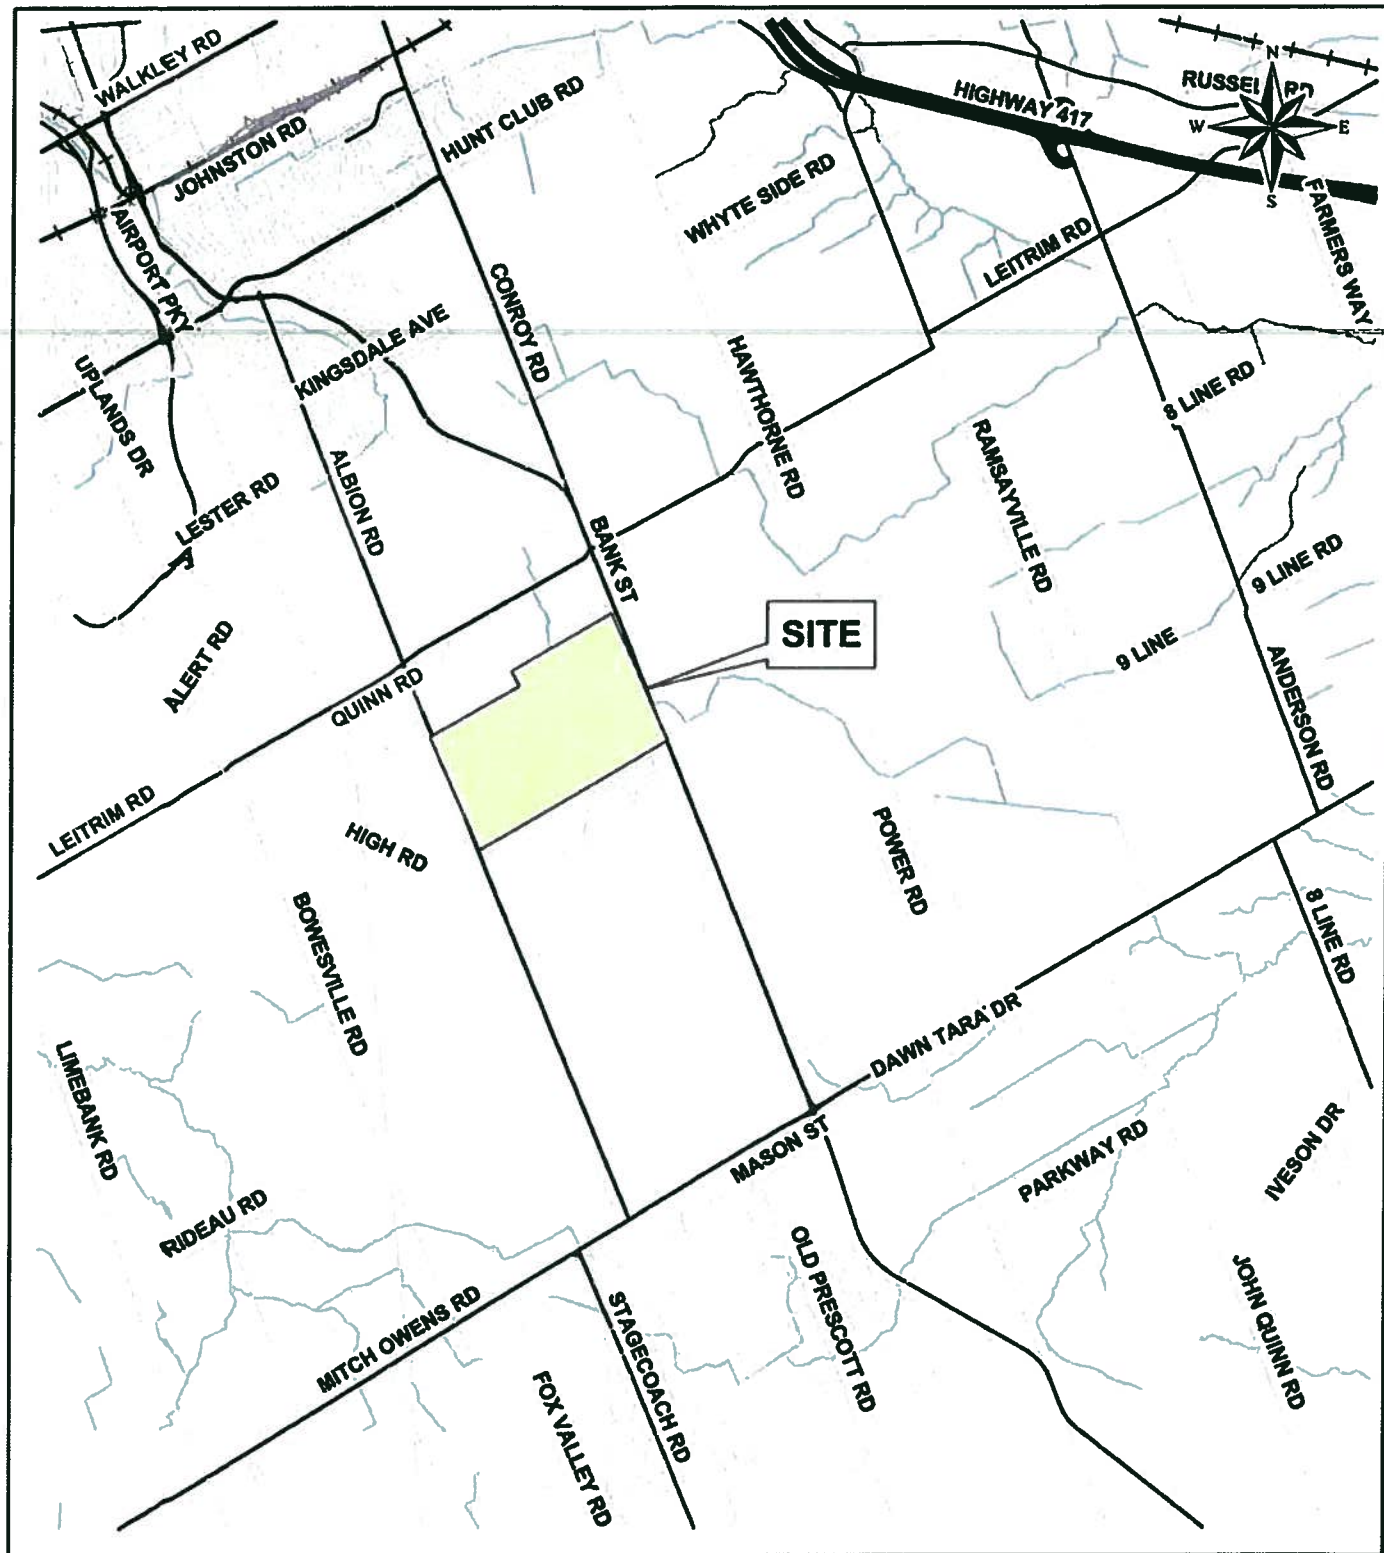 WALKLEY RD
JOHNSTON RD
HUNT CLUB RD
HIGHWAY 417
RUSSEL RD
N
W
E
S
AIRPORT PKY
WHYTE SIDE RD
LEITRIM RD
FARMERS WAY
CONROY RD
KINGSDALE AVE
UPLANDS DR
HAWTHORNE RD
8 LINE RD
LESTER RD
ALBION RD
RAMSAYVILLE RD
BANK ST
9 LINE RD
SITE
ALERT RD
QUINN RD
9 LINE
ANDERSON RD
LEITRIM RD
HIGH RD
POWER RD
BOWESVILLE RD
8 LINE RD
DAWN TARA DR
LIMEBANK RD
MASON ST
PARKWAY RD
IVESON DR
RIDEAU RD
OLD PRESCOTT RD
JOHN QUINN RD
MITCH OWENS RD
STAGECOACH RD
FOX VALLEY RD